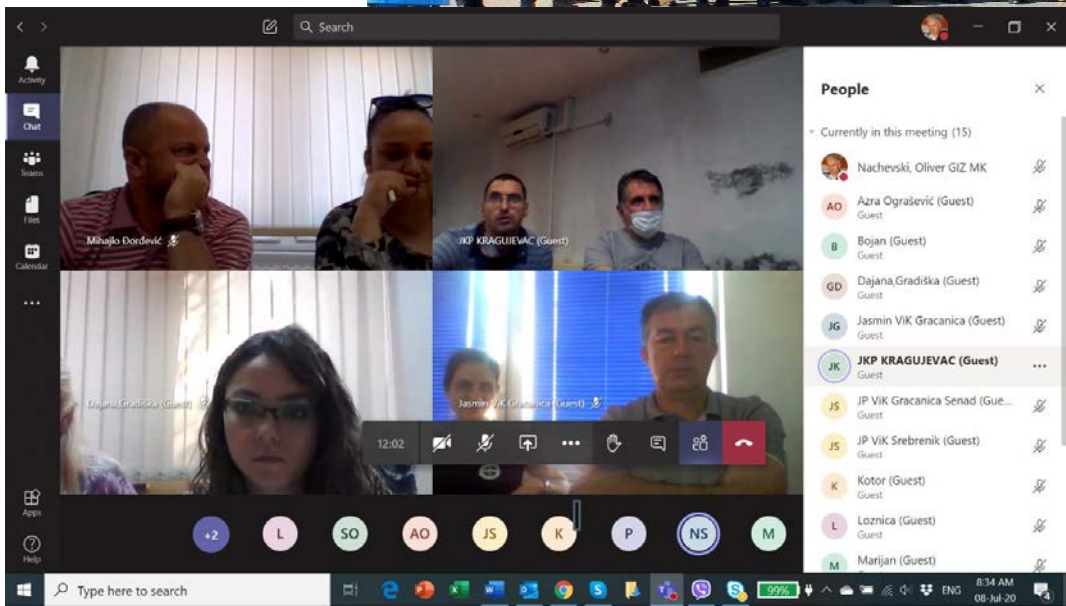 Search
Activity
Chat
Teams
Files
Calendar
Apps
Help
Mihajlo Đorđević
JKP KRAGUJEVAC (Guest)
Dajana,Gradiška (Guest)
Jasmin ViK Gracanica (Guest)
12:02
+2
L
SO
AO
JS
K
P
NS
M
People
Currently in this meeting (15)
Nachevski, Oliver GIZ MK
AO
Azra Ograšević (Guest)
Guest
B
Bojan (Guest)
Guest
GD
Dajana,Gradiška (Guest)
Guest
JG
Jasmin ViK Gracanica (Guest)
Guest
JK
JKP KRAGUJEVAC (Guest)
Guest
JS
JP ViK Gracanica Senad (Gue...
Guest
JS
JP ViK Srebrenik (Guest)
Guest
K
Kotor (Guest)
Guest
L
Loznica (Guest)
Guest
M
Marijan (Guest)
Type here to search
99%
ENG
8:34 AM
08-Jul-20
4